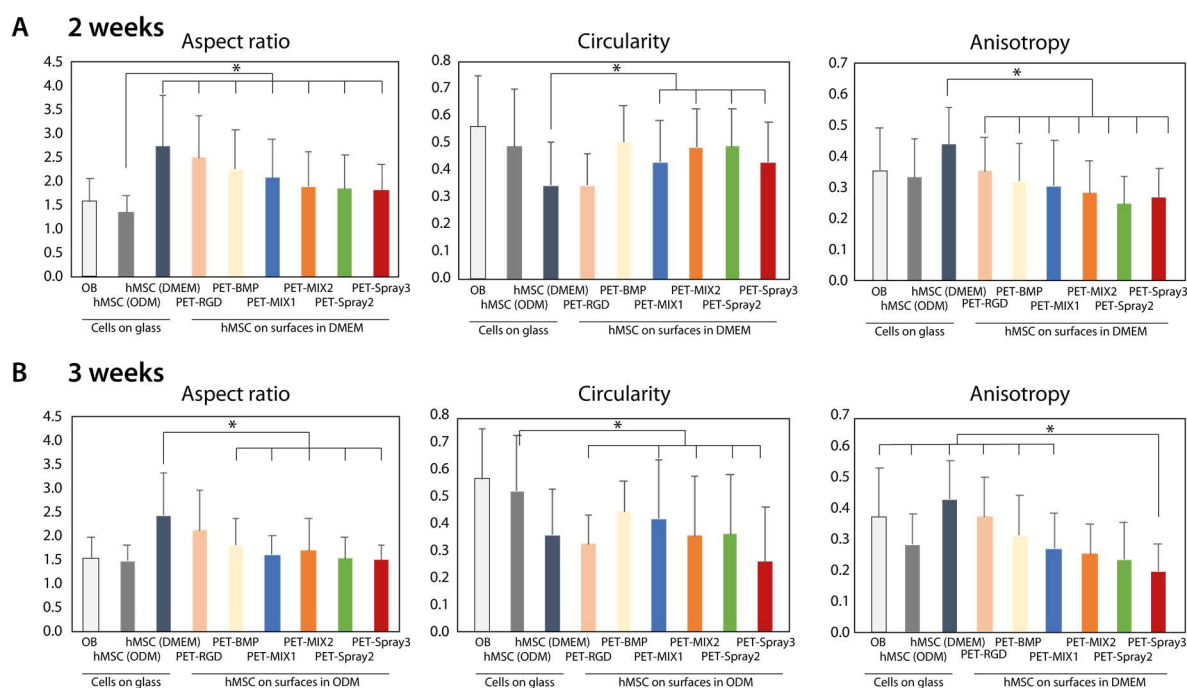 A 2 weeks
Aspect ratio
4.5
4.0
3.5
3.0
2.5
2.0
1.5
1.0
0.5
0.0
*
OB hMSC (DMEM) PET-BMP PET-MIX2 PET-Spray3
hMSC (ODM) PET-RGD PET-MIX1 PET-Spray2
Cells on glass hMSC on surfaces in DMEM
Circularity
0.8
0.7
0.6
0.5
0.4
0.3
0.2
0.1
0.0
*
OB hMSC (DMEM) PET-BMP PET-MIX2 PET-Spray3
hMSC (ODM) PET-RGD PET-MIX1 PET-Spray2
Cells on glass hMSC on surfaces in DMEM
Anisotropy
0.7
0.6
0.5
0.4
0.3
0.2
0.1
0.0
*
OB hMSC (DMEM) PET-BMP PET-MIX2 PET-Spray3
hMSC (ODM) PET-RGD PET-MIX1 PET-Spray2
Cells on glass hMSC on surfaces in DMEM
B 3 weeks
Aspect ratio
4.5
4.0
3.5
3.0
2.5
2.0
1.5
1.0
0.5
0.0
*
OB hMSC (DMEM) PET-BMP PET-MIX2 PET-Spray3
hMSC (ODM) PET-RGD PET-MIX1 PET-Spray2
Cells on glass hMSC on surfaces in ODM
Circularity
0.8
0.7
0.6
0.5
0.4
0.3
0.2
0.1
0.0
*
OB hMSC (DMEM) PET-BMP PET-MIX2 PET-Spray3
hMSC (ODM) PET-RGD PET-MIX1 PET-Spray2
Cells on glass hMSC on surfaces in ODM
Anisotropy
0.7
0.6
0.5
0.4
0.3
0.2
0.1
0.0
*
OB hMSC (DMEM) PET-BMP PET-MIX2 PET-Spray3
hMSC (ODM) PET-RGD PET-MIX1 PET-Spray2
Cells on glass hMSC on surfaces in DMEM